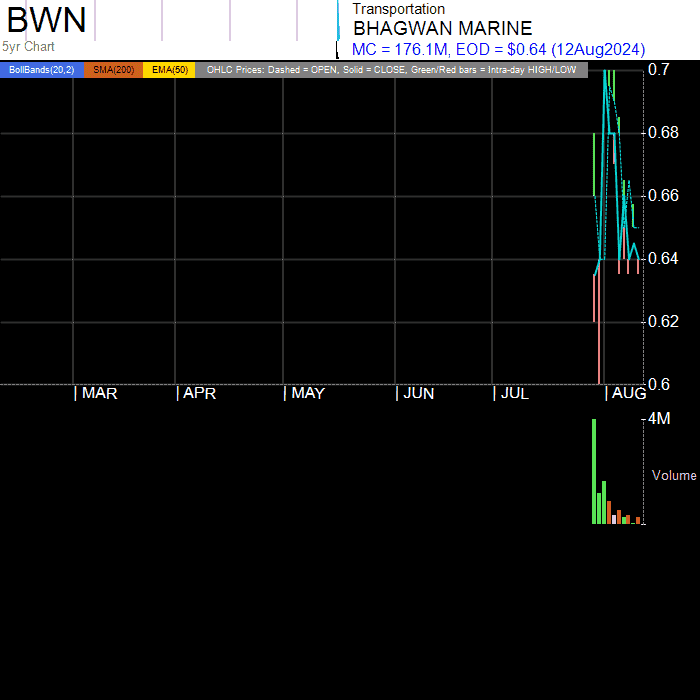 BWN
5yr Chart
Transportation
BHAGWAN MARINE
MC = 176.1M, EOD = $0.64 (12Aug2024)
BollBands(20,2) SMA(200) EMA(50) OHLC Prices: Dashed = OPEN, Solid = CLOSE, Green/Red bars = Intra-day HIGH/LOW
0.7
0.68
0.66
0.64
0.62
0.6
| MAR | APR | MAY | JUN | JUL | AUG
4M
Volume